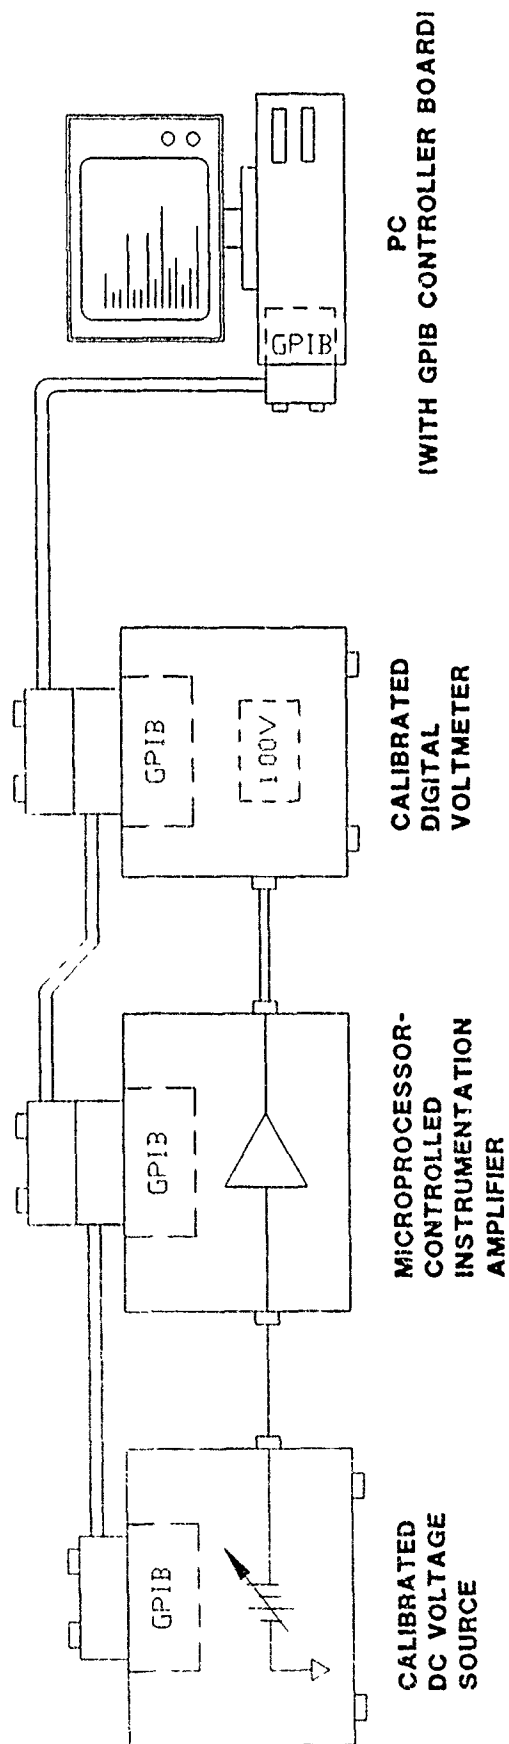 GPIB
CALIBRATED
DC VOLTAGE
SOURCE
GPIB
MICROPROCESSOR-
CONTROLLED
INSTRUMENTATION
AMPLIFIER
GPIB
100V
CALIBRATED
DIGITAL
VOLTMETER
GPIB
PC
(WITH GPIB CONTROLLER BOARD)